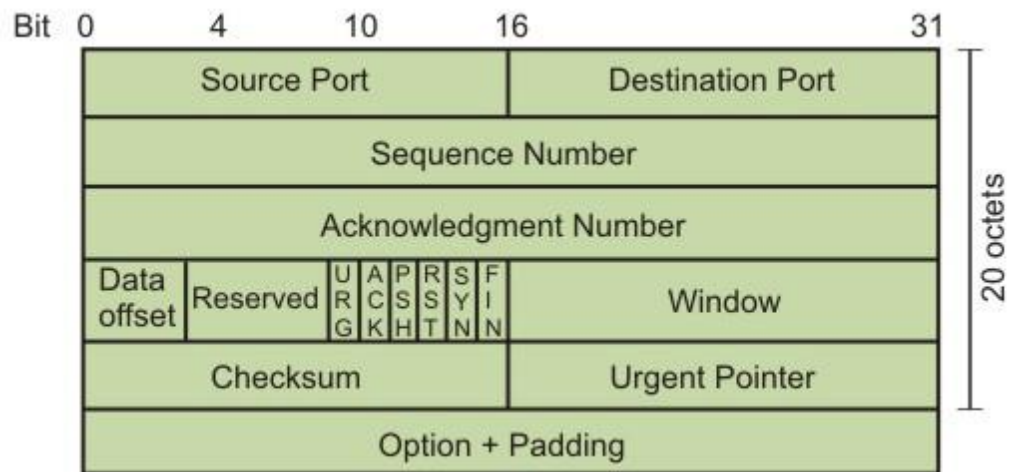 Bit 0 4 10 16 31
Source Port Destination Port
Sequence Number
Acknowledgment Number
Data offset Reserved URG ACK PSH RST SYN FIN Window
Checksum Urgent Pointer
Option + Padding
20 octets